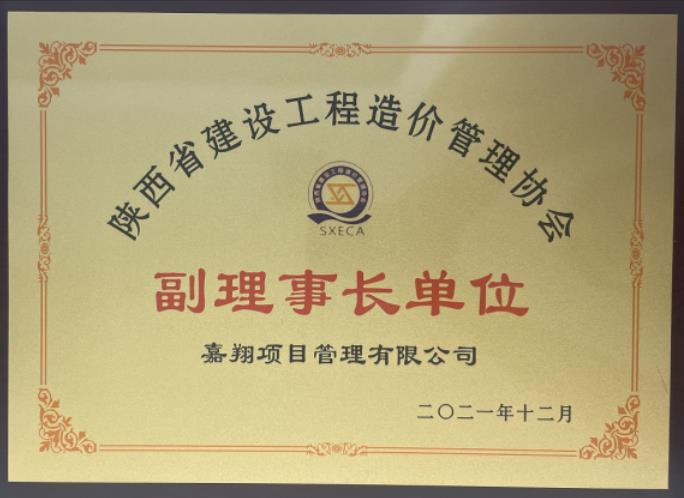 陕西省建设工程造价管理协会
SXECA
副理事长单位
嘉翔项目管理有限公司
二〇二一年十二月